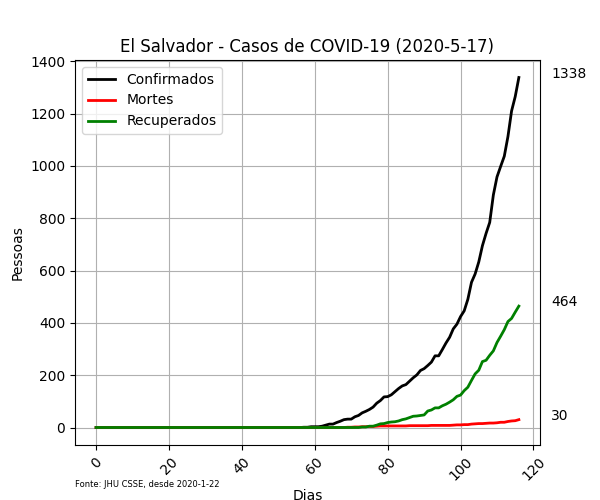 El Salvador - Casos de COVID-19 (2020-5-17)
Confirmados
Mortes
Recuperados
1400
1200
1000
800
600
400
200
0
Pessoas
1338
464
30
0
20
40
60
80
100
120
Fonte: JHU CSSE, desde 2020-1-22
Dias